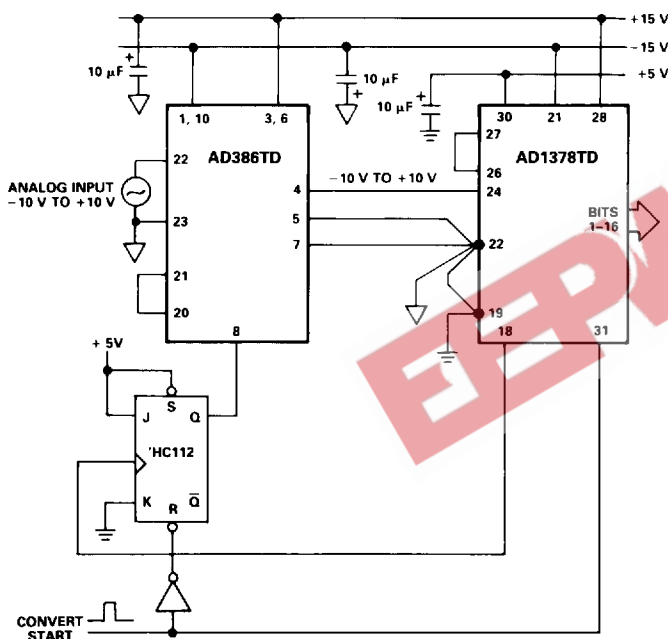 +15 V
-15 V
+5 V
10 μF +
10 μF
+
10 μF +
1, 10
3, 6
AD386TD
22
ANALOG INPUT
-10 V TO +10 V
23
21
20
4
5
7
8
-10 V TO +10 V
30
21
28
27
AD1378TD
26
24
BITS
1-16
22
19
18
31
+ 5V
S
J
Q
'HC112
K
R
Q̅
CONVERT
START